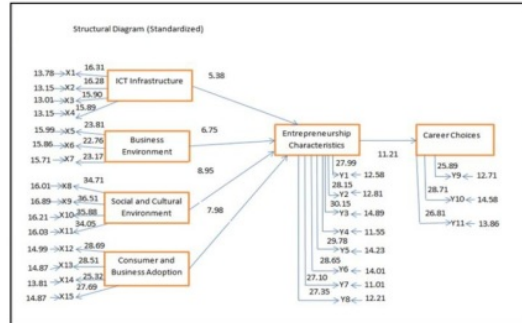 Structural Diagram (Standardized)
16.31
13.78 X1
16.28
13.15 X2
15.90
13.01 X3
15.89
13.15 X4
ICT Infrastructure
5.38
23.81
15.99 X5
22.76
15.86 X6
23.17
15.71 X7
Business
Environment
6.75
34.71
16.01 X8
36.51
16.89 X9
35.88
16.21 X10
34.05
16.03 X11
Social and Cultural
Environment
8.95
28.69
14.99 X12
28.51
14.87 X13
25.32
13.81 X14
27.69
14.87 X15
Consumer and
Business Adoption
7.98
Entrepreneurship
Characteristics
11.21
Career Choices
27.99
Y1 12.58
28.15
Y2 12.81
30.15
Y3 14.89
Y4 11.55
29.78
Y5 14.23
28.65
Y6 14.01
27.10
Y7 11.01
27.35
Y8 12.21
25.89
Y9 12.71
28.71
Y10 14.58
26.81
Y11 13.86